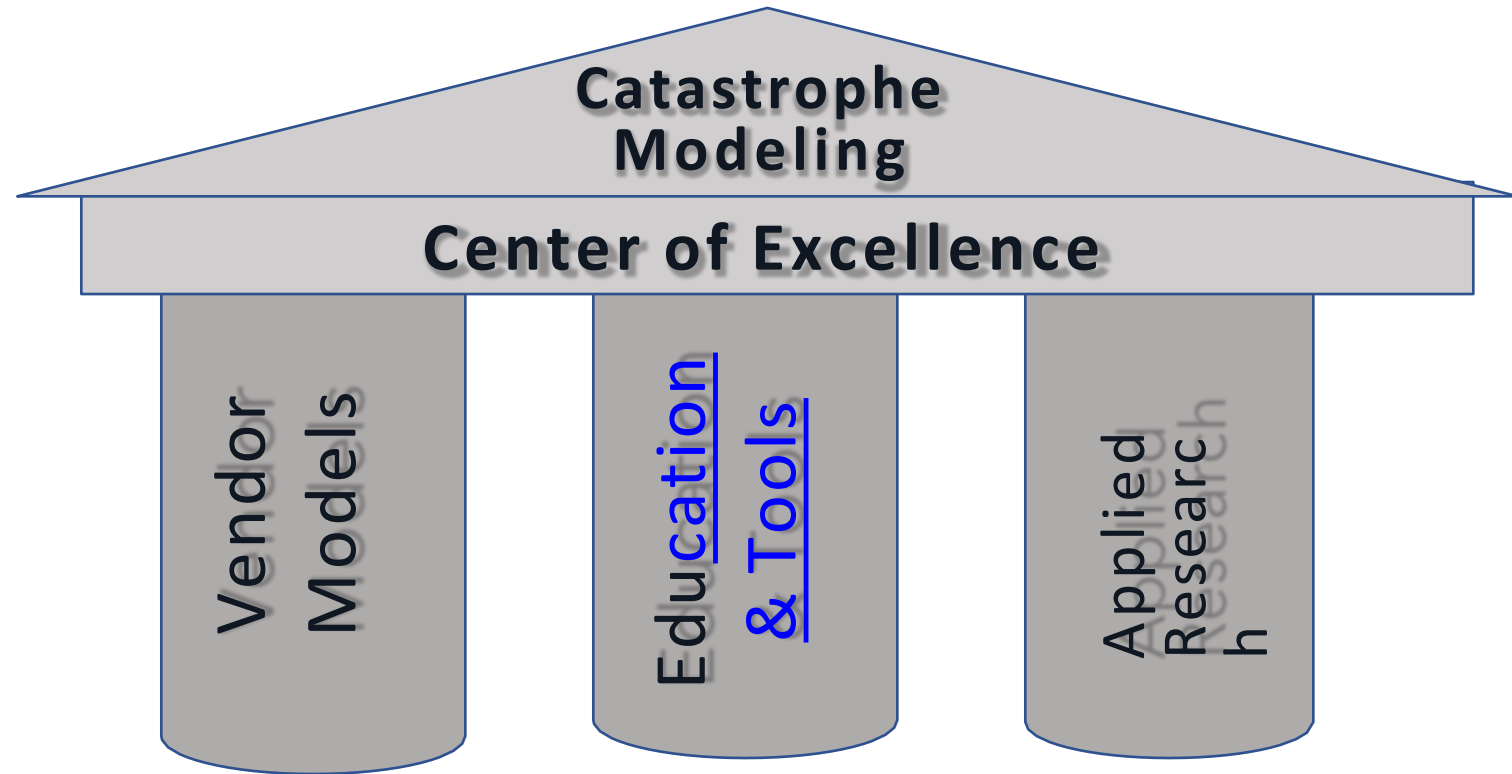 Catastrophe
Modeling
Center of Excellence
Vendor
Models
Education
& Tools
Applied
Researc
h